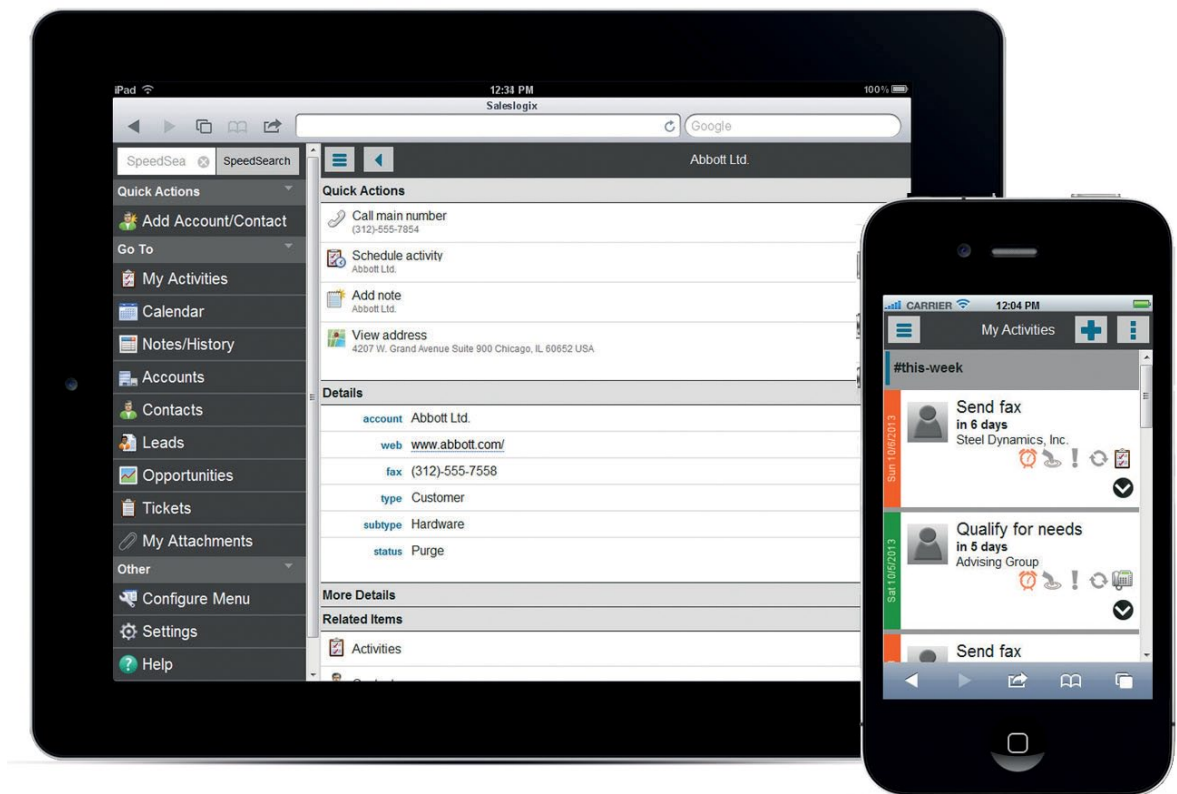 iPad 12:34 PM 100%
Saleslogix
Google
SpeedSea SpeedSearch
Quick Actions
Add Account/Contact
Go To
My Activities
Calendar
Notes/History
Accounts
Contacts
Leads
Opportunities
Tickets
My Attachments
Other
Configure Menu
Settings
Help
Abbott Ltd.
Quick Actions
Call main number
(312)-555-7854
Schedule activity
Abbott Ltd.
Add note
Abbott Ltd.
View address
4207 W. Grand Avenue Suite 900 Chicago, IL 60652 USA
Details
account Abbott Ltd.
web www.abbott.com/
fax (312)-555-7558
type Customer
subtype Hardware
status Purge
More Details
Related Items
Activities
CARRIER 12:04 PM
My Activities
#this-week
Sun 10/6/2013
Send fax
in 6 days
Steel Dynamics, Inc.
Sat 10/5/2013
Qualify for needs
in 5 days
Advising Group
Send fax